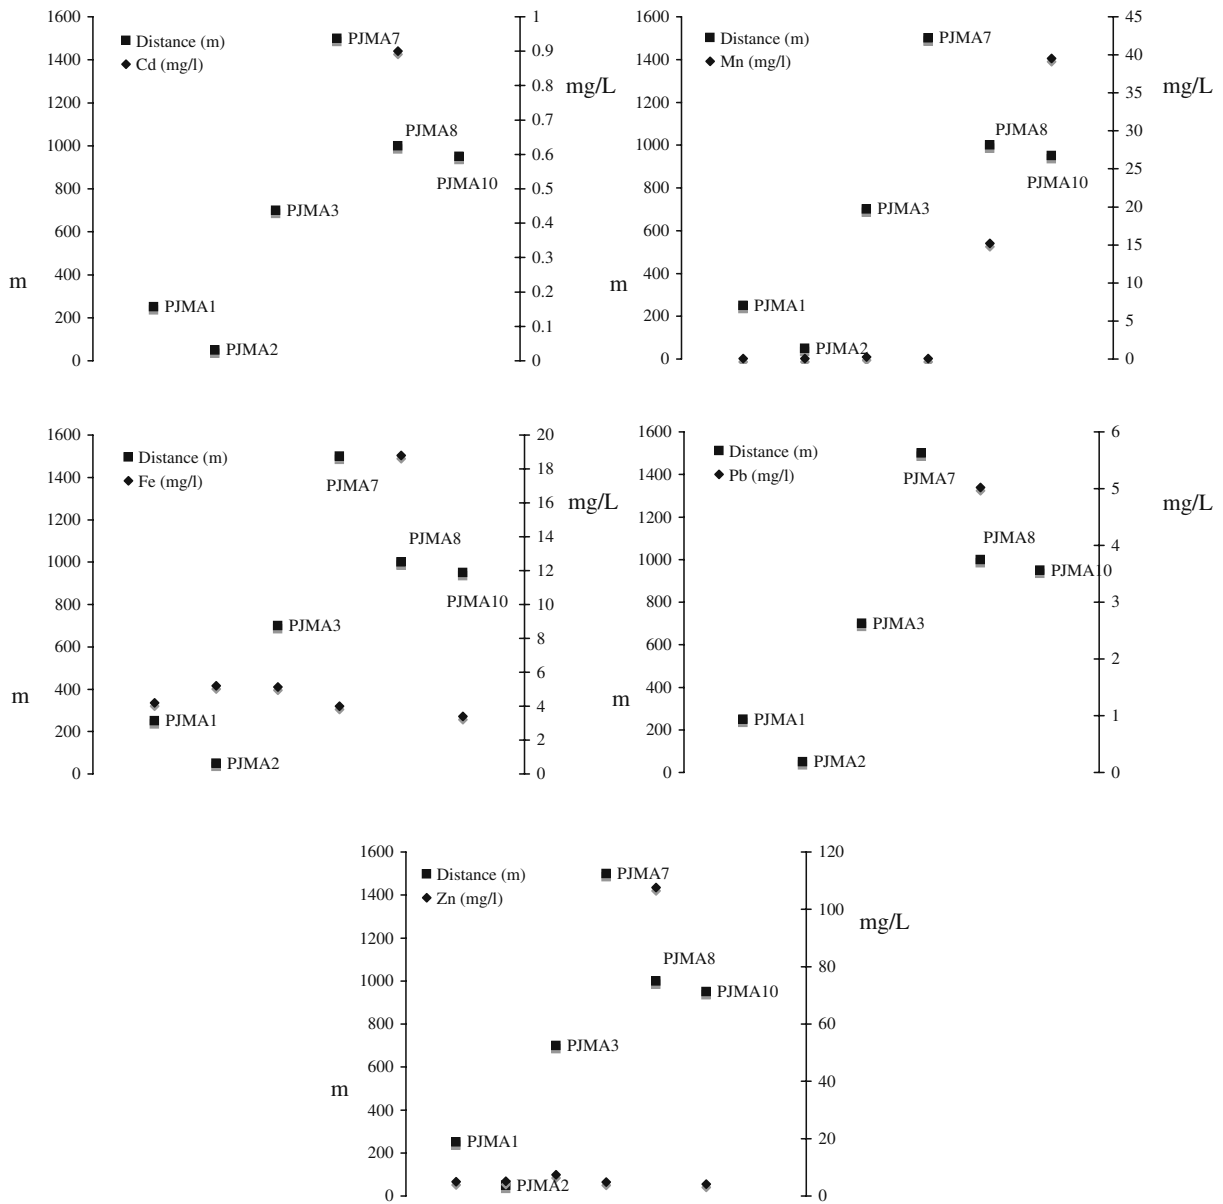 1600
1400
1200
1000
800
600
400
200
0
m
Distance (m)
Cd (mg/l)
PJMA7
PJMA8
PJMA10
PJMA3
PJMA1
PJMA2
1
0.9
0.8
0.7
0.6
0.5
0.4
0.3
0.2
0.1
0
mg/L
1600
1400
1200
1000
800
600
400
200
0
m
Distance (m)
Mn (mg/l)
PJMA7
PJMA8
PJMA10
PJMA3
PJMA1
PJMA2
45
40
35
30
25
20
15
10
5
0
mg/L
1600
1400
1200
1000
800
600
400
200
0
m
Distance (m)
Fe (mg/l)
PJMA7
PJMA8
PJMA10
PJMA3
PJMA1
PJMA2
20
18
16
14
12
10
8
6
4
2
0
mg/L
1600
1400
1200
1000
800
600
400
200
0
m
Distance (m)
Pb (mg/l)
PJMA7
PJMA8
PJMA10
PJMA3
PJMA1
PJMA2
6
5
4
3
2
1
0
mg/L
1600
1400
1200
1000
800
600
400
200
0
m
Distance (m)
Zn (mg/l)
PJMA7
PJMA8
PJMA10
PJMA3
PJMA1
PJMA2
120
100
80
60
40
20
0
mg/L